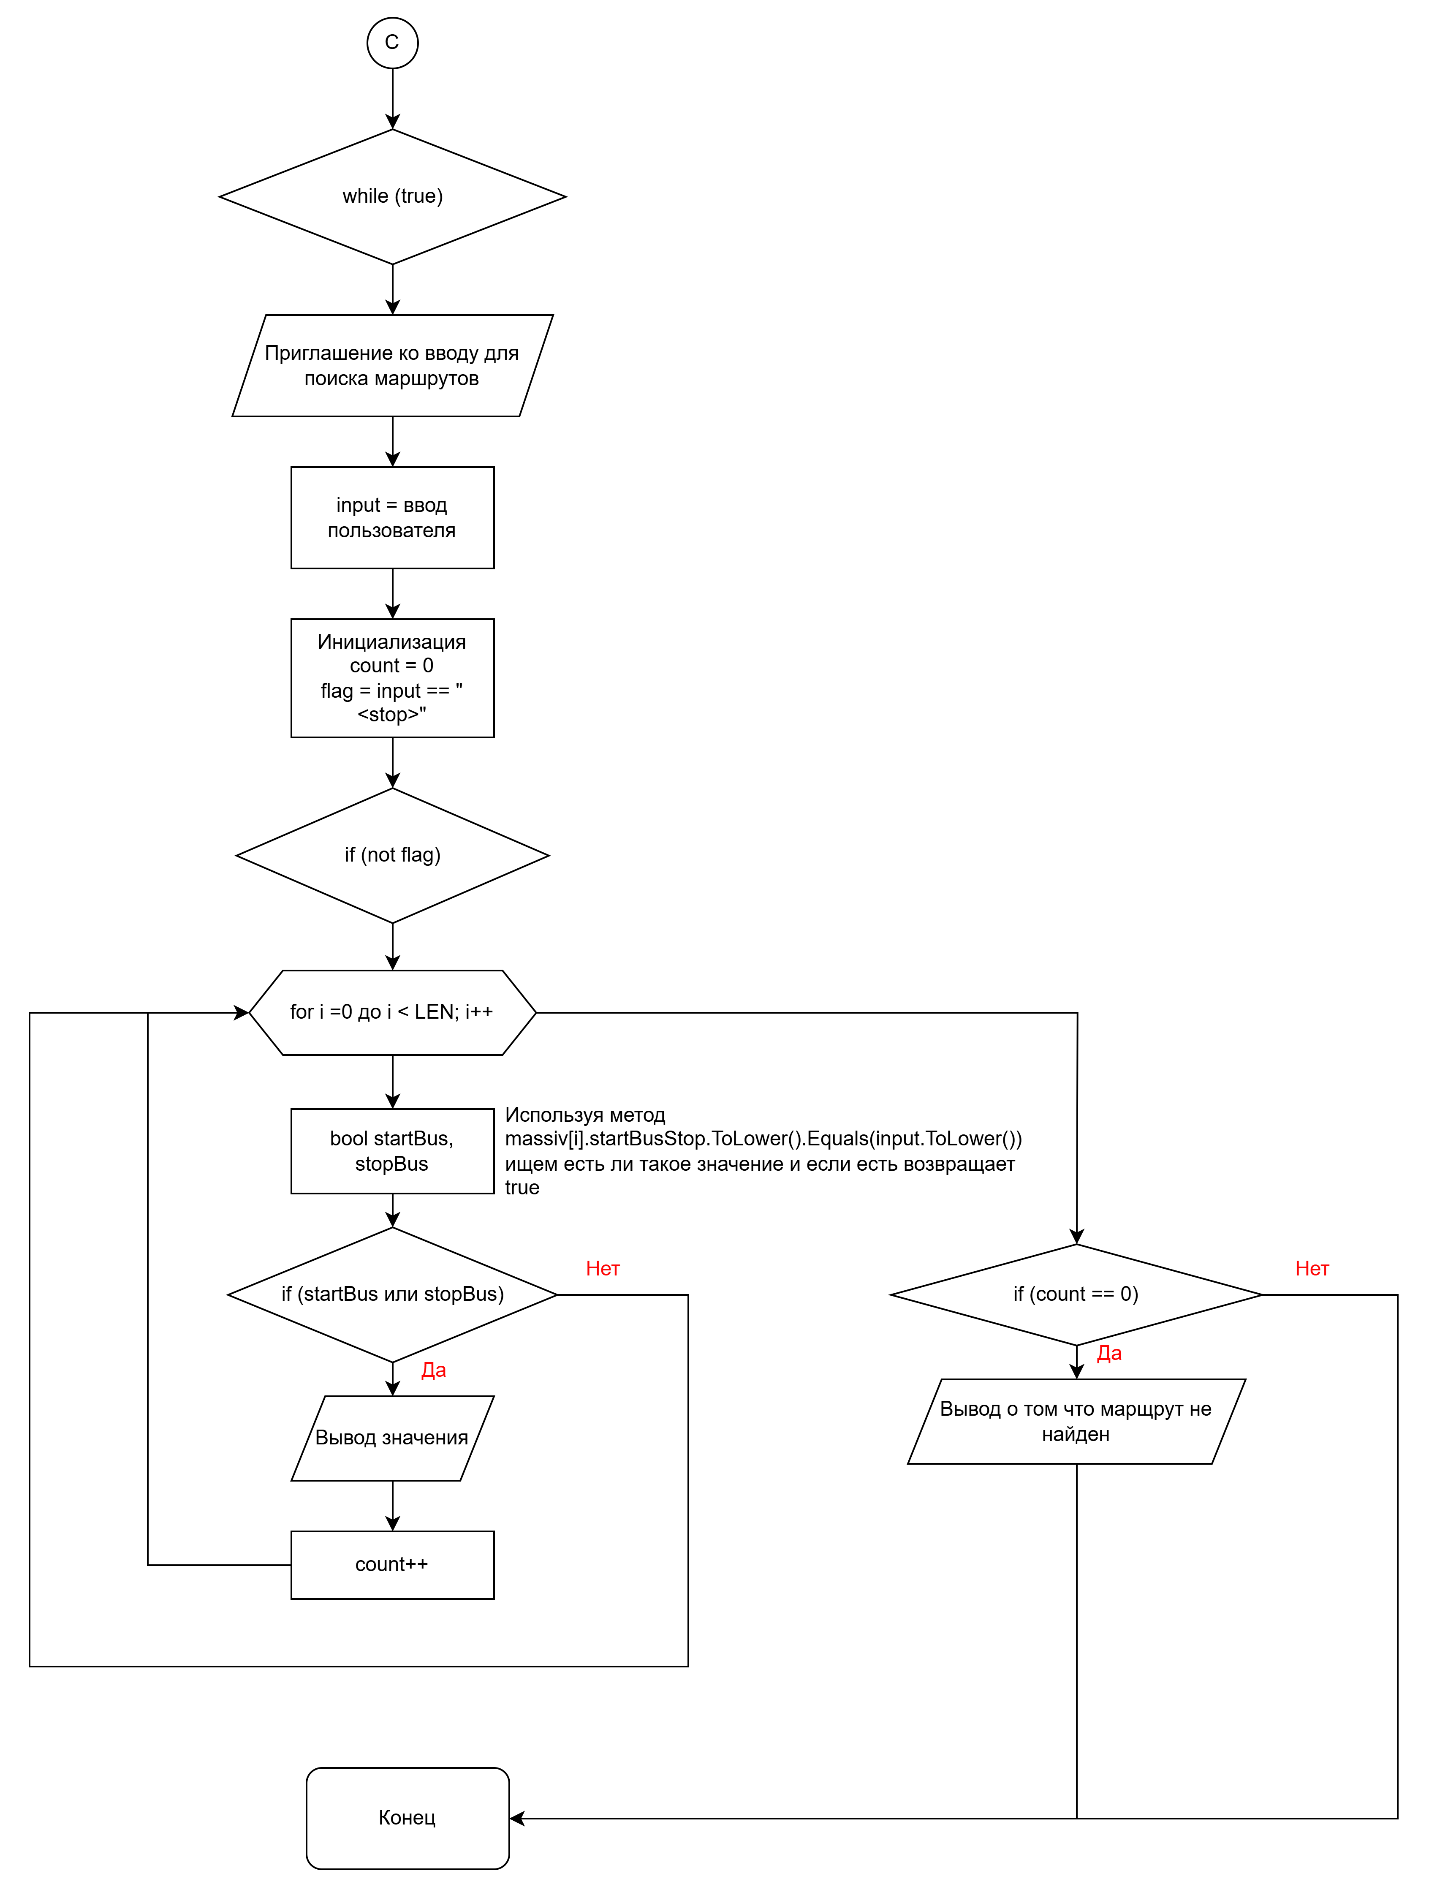 C
while (true)
Приглашение ко вводу для
поиска маршрутов
input = ввод
пользователя
Инициализация
count = 0
flag = input == "
<stop>"
if (not flag)
for i =0 до i < LEN; i++
bool startBus,
stopBus
Используя метод
massiv[i].startBusStop.ToLower().Equals(input.ToLower())
ищем есть ли такое значение и если есть возвращает
true
if (startBus или stopBus)
Нет
Да
Вывод значения
count++
if (count == 0)
Нет
Да
Вывод о том что марщрут не
найден
Конец